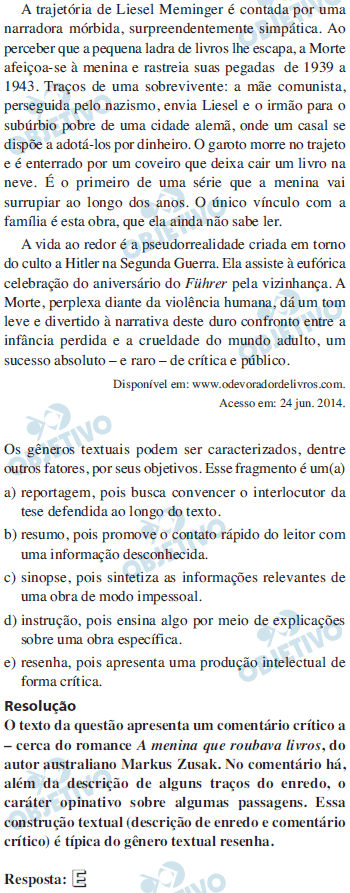 A trajetória de Liesel Meminger é contada por uma
narradora mórbida, surpreendentemente simpática. Ao
perceber que a pequena ladra de livros lhe escapa, a Morte
afeiçoa-se à menina e rastreia suas pegadas de 1939 a
1943. Traços de uma sobrevivente: a mãe comunista,
perseguida pelo nazismo, envia Liesel e o irmão para o
subúrbio pobre de uma cidade alemã, onde um casal se
dispõe a adotá-los por dinheiro. O garoto morre no trajeto
e é enterrado por um coveiro que deixa cair um livro na
neve. É o primeiro de uma série que a menina vai
surrupiar ao longo dos anos. O único vínculo com a
família é esta obra, que ela ainda não sabe ler.
A vida ao redor é a pseudorrealidade criada em torno
do culto a Hitler na Segunda Guerra. Ela assiste à eufórica
celebração do aniversário do Führer pela vizinhança. A
Morte, perplexa diante da violência humana, dá um tom
leve e divertido à narrativa deste duro confronto entre a
infância perdida e a crueldade do mundo adulto, um
sucesso absoluto – e raro – de crítica e público.
Disponível em: www.odevoradordelivros.com.
Acesso em: 24 jun. 2014.
Os gêneros textuais podem ser caracterizados, dentre
outros fatores, por seus objetivos. Esse fragmento é um(a)
a) reportagem, pois busca convencer o interlocutor da
tese defendida ao longo do texto.
b) resumo, pois promove o contato rápido do leitor com
uma informação desconhecida.
c) sinopse, pois sintetiza as informações relevantes de
uma obra de modo impessoal.
d) instrução, pois ensina algo por meio de explicações
sobre uma obra específica.
e) resenha, pois apresenta uma produção intelectual de
forma crítica.
Resolução
O texto da questão apresenta um comentário crítico a
– cerca do romance A menina que roubava livros, do
autor australiano Markus Zusak. No comentário há,
além da descrição de alguns traços do enredo, o
caráter opinativo sobre algumas passagens. Essa
construção textual (descrição de enredo e comentário
crítico) é típica do gênero textual resenha.
Resposta: E
OBJETIVO
OBJETIVO
OBJETIVO
OBJETIVO
OBJETIVO
OBJETIVO
OBJETIVO
OBJETIVO
OBJETIVO